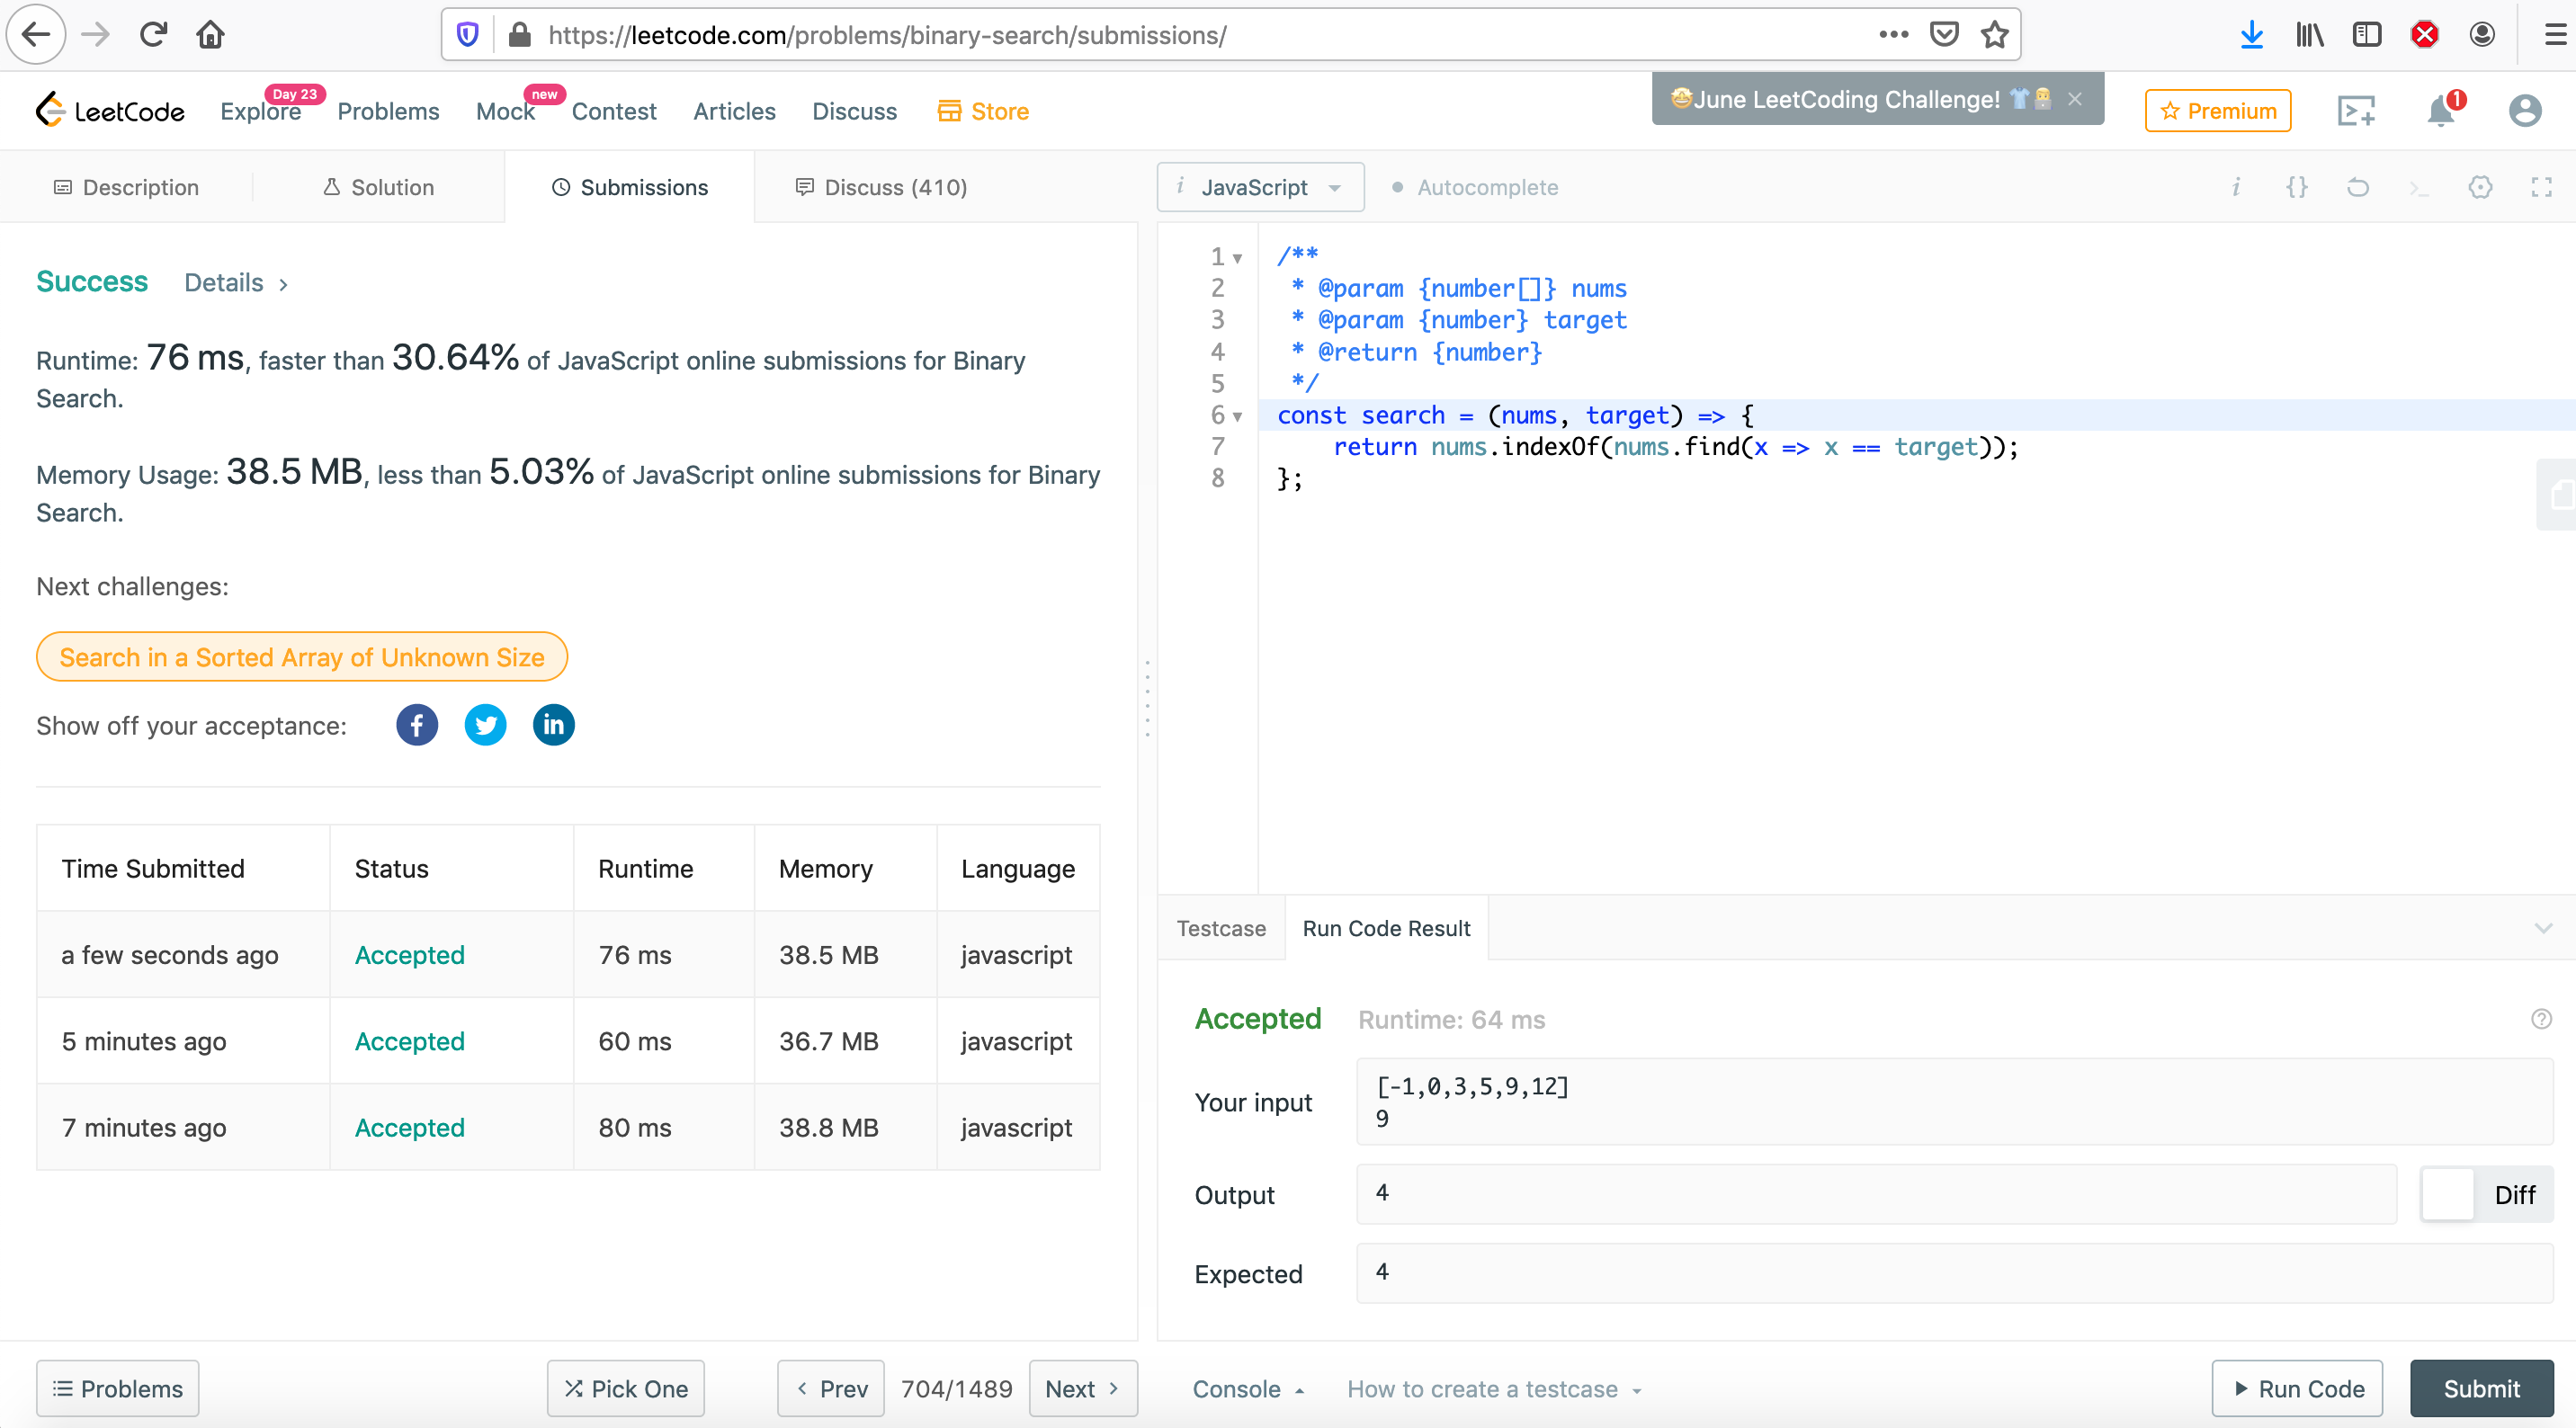 https://leetcode.com/problems/binary-search/submissions/
LeetCode
Explore
Day 23
Problems
Mock
new
Contest
Articles
Discuss
Store
🤩June LeetCoding Challenge! 👕👩‍💻 ×
Premium
1
Description
Solution
Submissions
Discuss (410)
i JavaScript
Autocomplete
Success Details >
Runtime: 76 ms, faster than 30.64% of JavaScript online submissions for Binary
Search.
Memory Usage: 38.5 MB, less than 5.03% of JavaScript online submissions for Binary
Search.
Next challenges:
Search in a Sorted Array of Unknown Size
Show off your acceptance:
Time Submitted Status Runtime Memory Language
a few seconds ago Accepted 76 ms 38.5 MB javascript
5 minutes ago Accepted 60 ms 36.7 MB javascript
7 minutes ago Accepted 80 ms 38.8 MB javascript
Problems
Pick One
< Prev
704/1489
Next >
1 /**
2  * @param {number[]} nums
3  * @param {number} target
4  * @return {number}
5  */
6 const search = (nums, target) => {
7     return nums.indexOf(nums.find(x => x == target));
8 };
Testcase
Run Code Result
Accepted Runtime: 64 ms
Your input
[-1,0,3,5,9,12]
9
Output
4
Diff
Expected
4
Console
How to create a testcase
Run Code
Submit